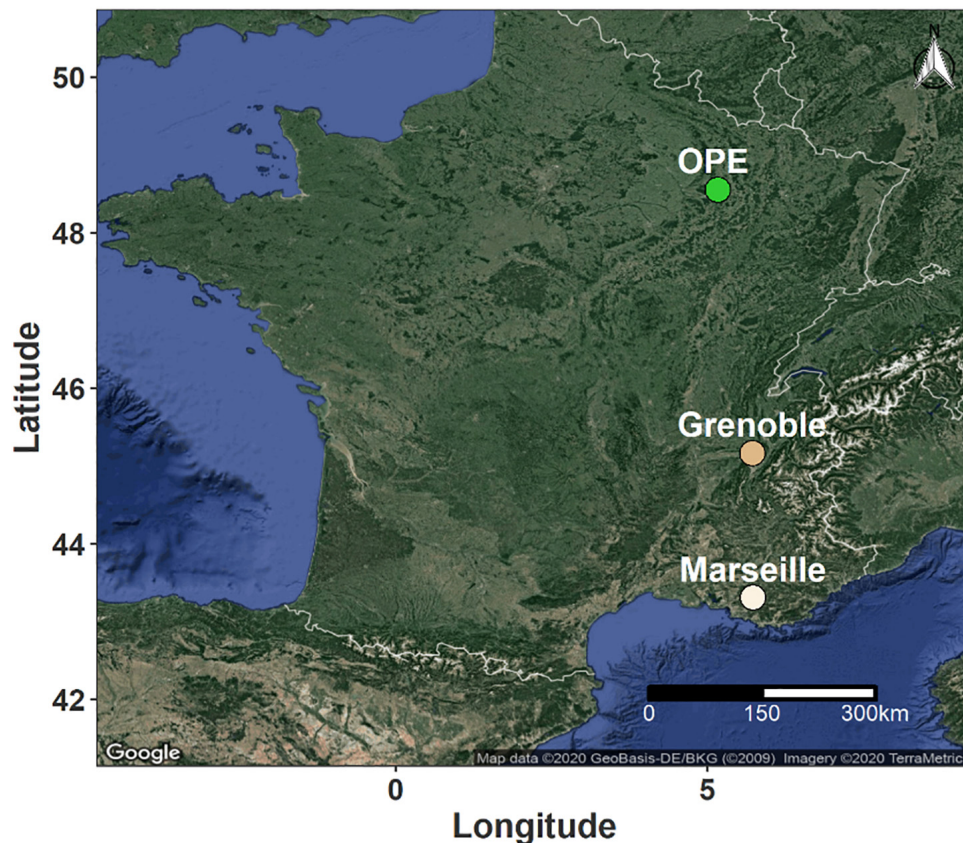 N
50
OPE
48
46
Grenoble
44
Marseille
42
0 150 300km
Google
Map data ©2020 GeoBasis-DE/BKG (©2009) Imagery ©2020 TerraMetric
0 5
Longitude
Latitude